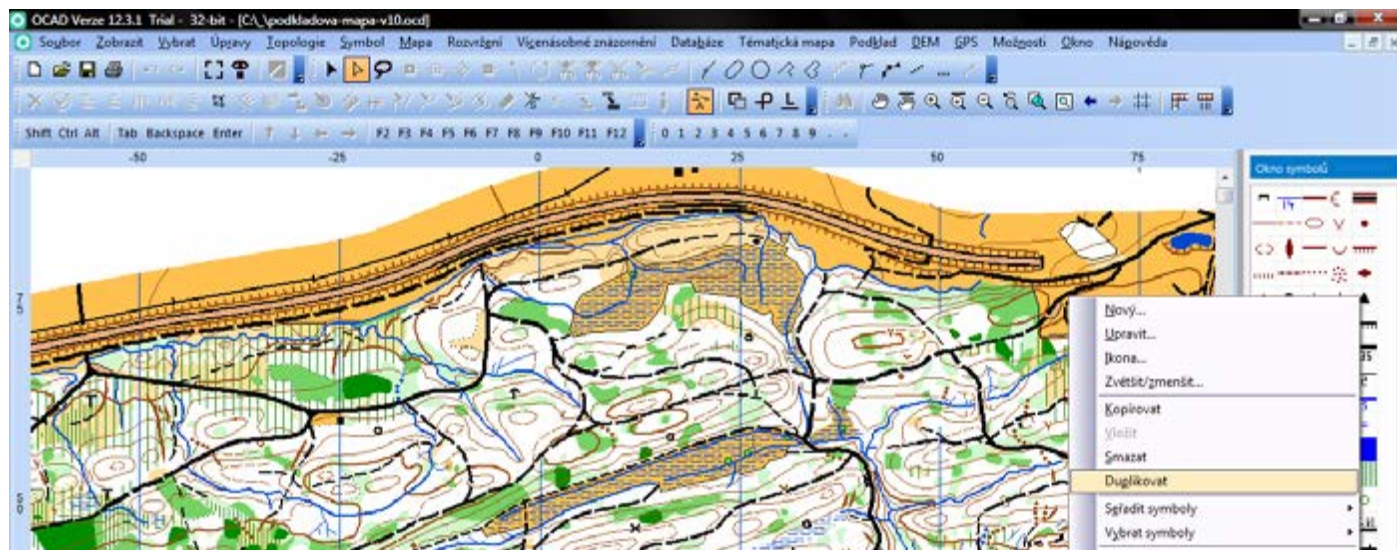 OCAD Verze 12.3.1 Trial - 32-bit - [C:\_\podkladova-mapa-v10.ocd]
Soubor Zobrazit Vybrat Úpravy Topologie Symbol Mapa Rozvržení Vícenásobné znázornění Databáze Tématická mapa Podklad DEM GPS Možnosti Okno Nápověda
Shift Ctrl Alt Tab Backspace Enter F2 F3 F4 F5 F6 F7 F8 F9 F10 F11 F12 0 1 2 3 4 5 6 7 8 9 . ,
-50 -25 0 25 50 75
Okno symbolů
75
Nový...
Upravit...
Ikona...
Zvětšit/zmenšit...
Kopírovat
Vložit
Smazat
Duplikovat
50
Seřadit symboly
Vybrat symboly